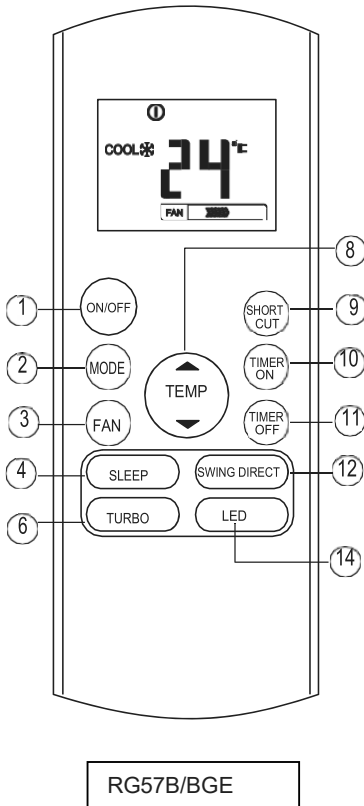 COOL 24 °F
FAN
8
1 ON/OFF SHORT CUT 9
2 MODE TEMP TIMER ON 10
3 FAN TIMER OFF 11
4 SLEEP SWING DIRECT 12
6 TURBO LED
14
RG57B/BGE